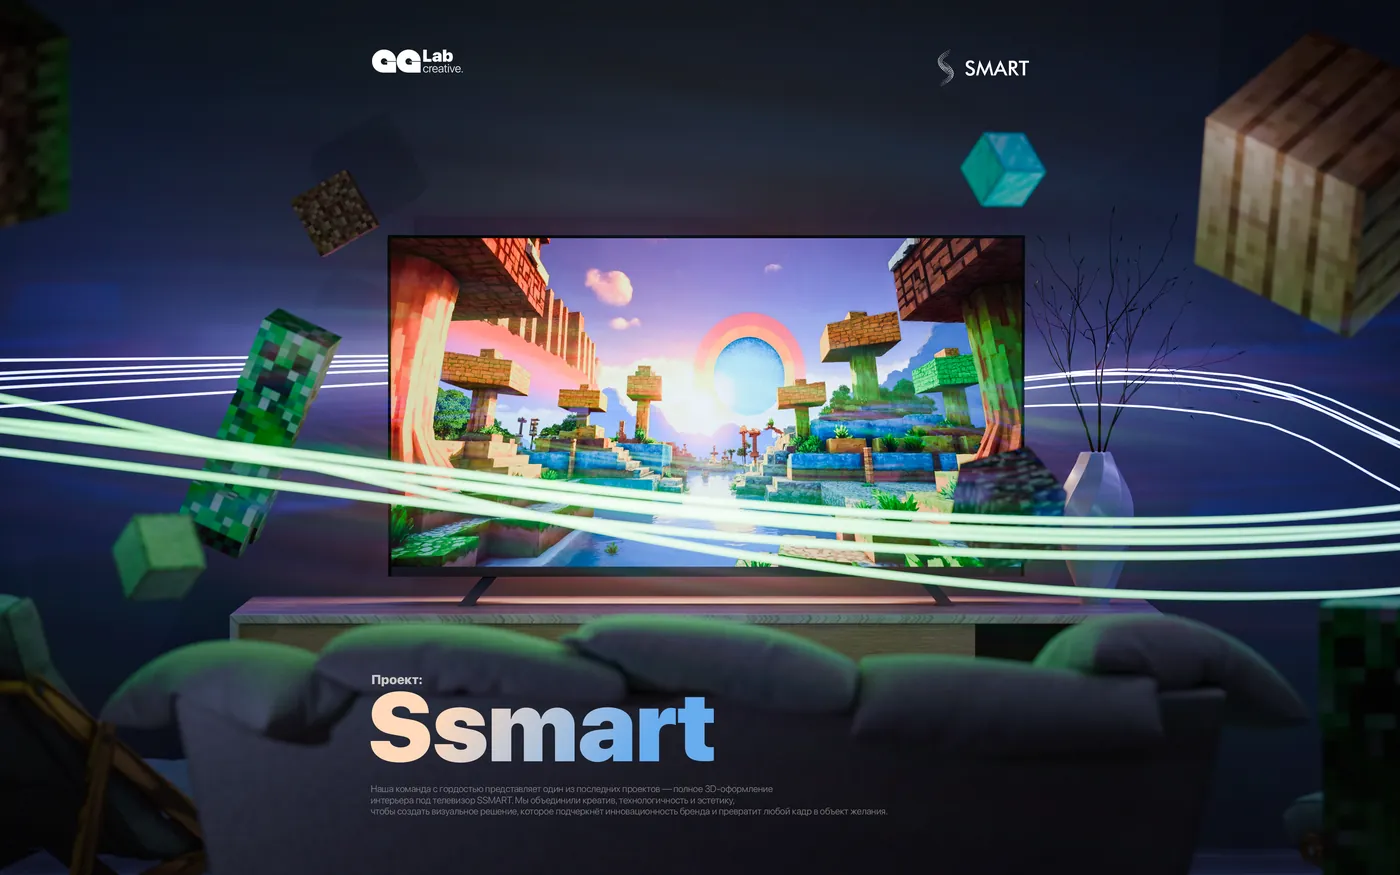 GG Lab
creative.
SMART
Проект:
Ssmart
Наша команда с гордостью представляет один из последних проектов — полное 3D-оформление
интерьера под телевизор SSMART. Мы объединили креатив, технологичность и эстетику,
чтобы создать визуальное решение, которое подчеркнёт инновационность бренда и превратит любой кадр в объект желания.